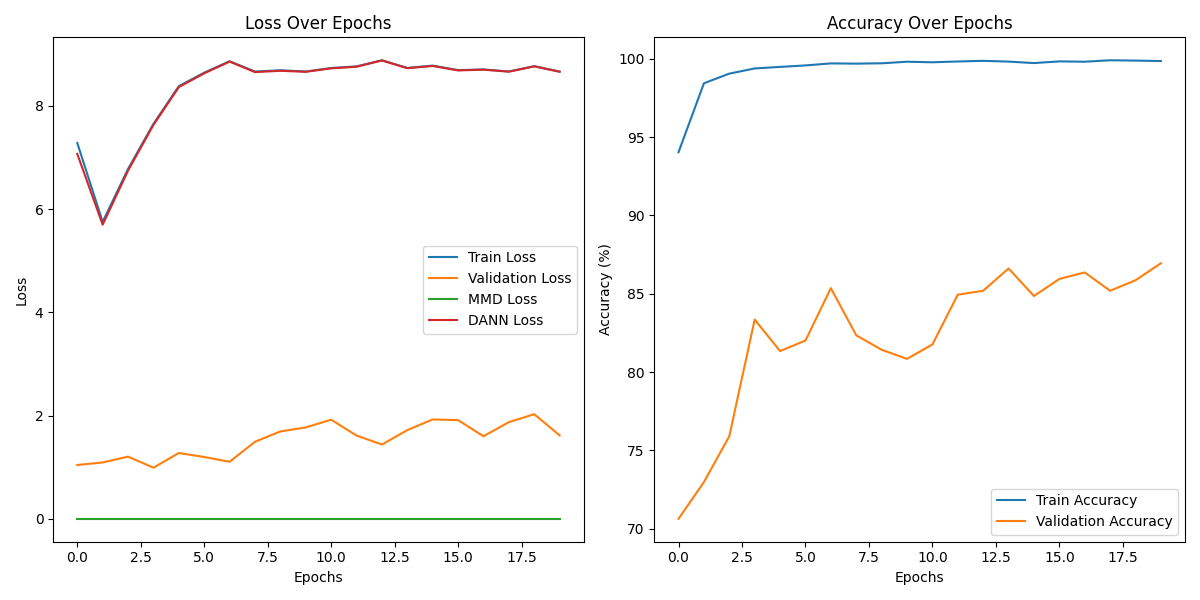 Loss Over Epochs
8
6
4
2
0
Loss
Train Loss
Validation Loss
MMD Loss
DANN Loss
0.0 2.5 5.0 7.5 10.0 12.5 15.0 17.5
Epochs
Accuracy Over Epochs
100
95
90
85
80
75
70
Accuracy (%)
Train Accuracy
Validation Accuracy
0.0 2.5 5.0 7.5 10.0 12.5 15.0 17.5
Epochs